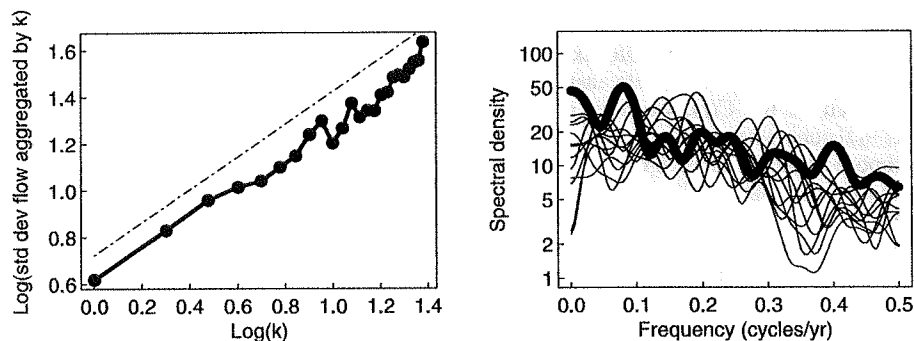 Log(std dev flow aggregated by k)
1.6
1.4
1.2
1.0
0.8
0.6
0.0 0.2 0.4 0.6 0.8 1.0 1.2 1.4
Log(k)
Spectral density
100
50
20
10
5
2
1
0.0 0.1 0.2 0.3 0.4 0.5
Frequency (cycles/yr)